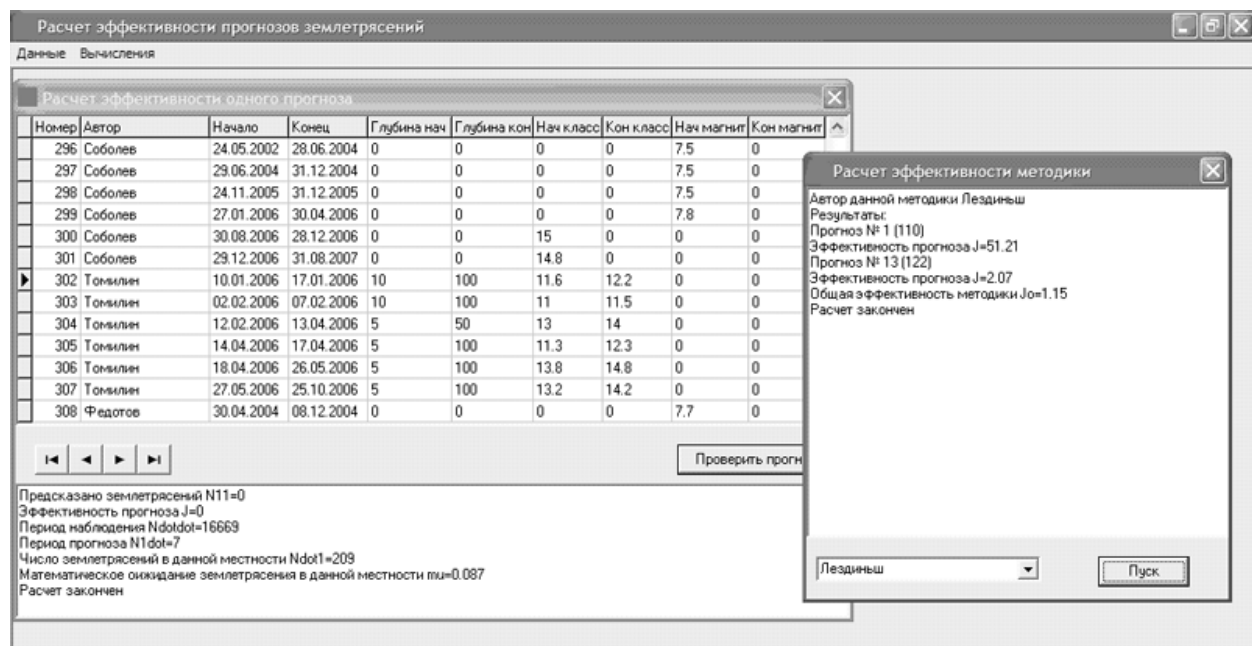 Расчет эффективности прогнозов землетрясений
Данные Вычисления
Расчет эффективности одного прогноза
Номер Автор Начало Конец Глубина нач Глубина кон Нач класс Кон класс Нач магнит Кон магнит
296 Соболев 24.05.2002 28.06.2004 0 0 0 0 7.5 0
297 Соболев 29.06.2004 31.12.2004 0 0 0 0 7.5 0
298 Соболев 24.11.2005 31.12.2005 0 0 0 0 7.5 0
299 Соболев 27.01.2006 30.04.2006 0 0 0 0 7.8 0
300 Соболев 30.08.2006 28.12.2006 0 0 15 0 0 0
301 Соболев 29.12.2006 31.08.2007 0 0 14.8 0 0 0
302 Томилин 10.01.2006 17.01.2006 10 100 11.6 12.2 0 0
303 Томилин 02.02.2006 07.02.2006 10 100 11 11.5 0 0
304 Томилин 12.02.2006 13.04.2006 5 50 13 14 0 0
305 Томилин 14.04.2006 17.04.2006 5 100 11.3 12.3 0 0
306 Томилин 18.04.2006 26.05.2006 5 100 13.8 14.8 0 0
307 Томилин 27.05.2006 25.10.2006 5 100 13.2 14.2 0 0
308 Федотов 30.04.2004 08.12.2004 0 0 0 0 7.7 0
Проверить прогн
Предсказано землетрясений N11=0
Эффективность прогноза J=0
Период наблюдения Ndotdot=16669
Период прогноза N1dot=7
Число землетрясений в данной местности Ndot1=209
Математическое оижидание землетрясения в данной местности mu=0.087
Расчет закончен
Расчет эффективности методики
Автор данной методики Лездиньш
Результаты:
Прогноз № 1 (110)
Эффективность прогноза J=51.21
Прогноз № 13 (122)
Эффективность прогноза J=2.07
Общая эффективность методики Jo=1.15
Расчет закончен
Лездиньш
Пуск